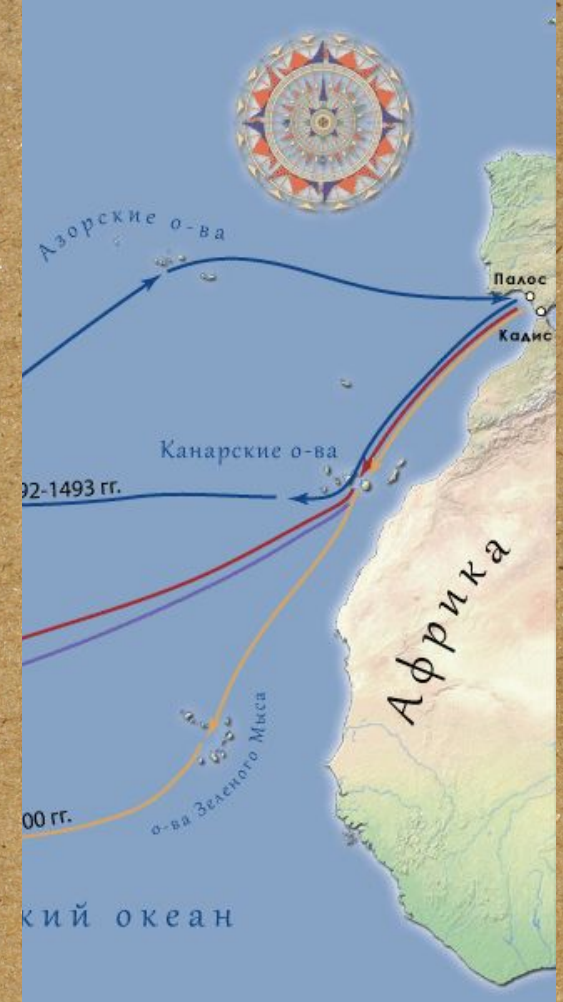 Азорские о-ва
Палос
Кадис
Канарские о-ва
92-1493 гг.
Африка
о-ва Зеленого Мыса
00 гг.
кий океан